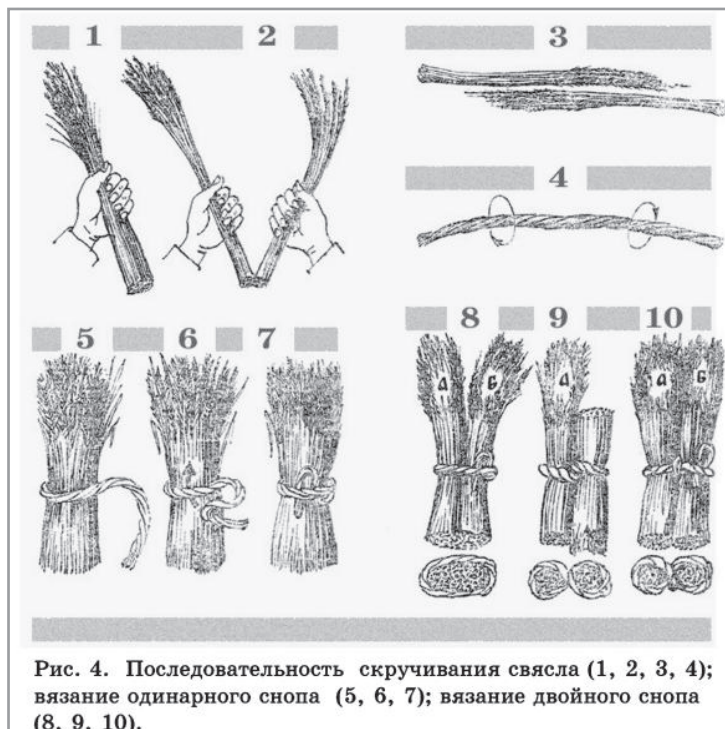 1 2 3
4
5 6 7 8 9 10
А Б А А Б
Рис. 4. Последовательность скручивания свясла (1, 2, 3, 4);
вязание одинарного снопа (5, 6, 7); вязание двойного снопа
(8, 9, 10).